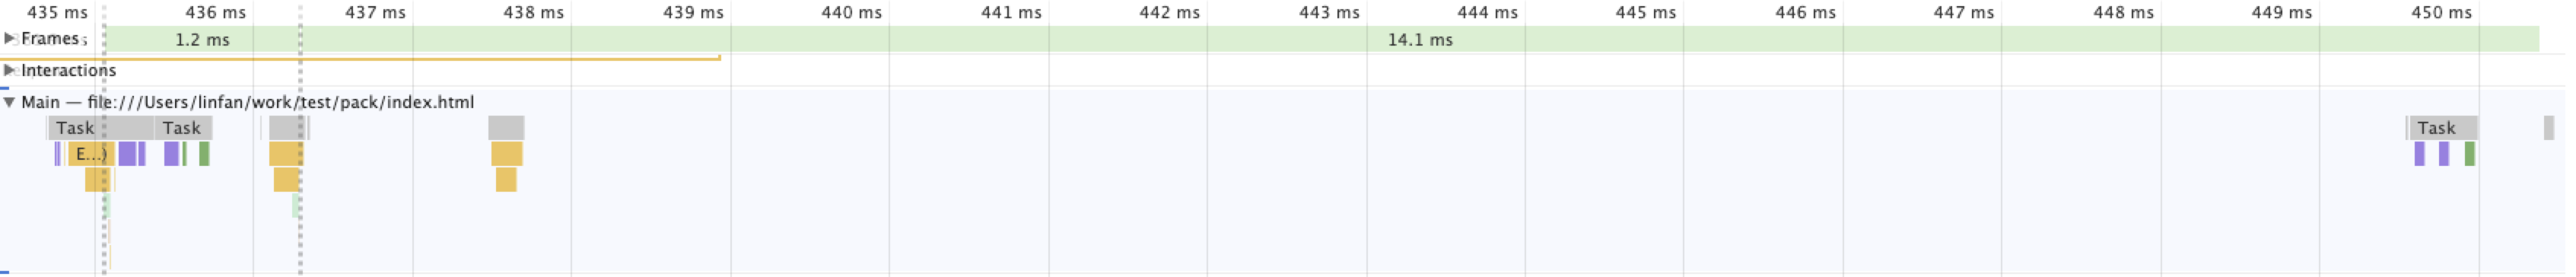 435 ms 436 ms 437 ms 438 ms 439 ms 440 ms 441 ms 442 ms 443 ms 444 ms 445 ms 446 ms 447 ms 448 ms 449 ms 450 ms
Frames 1.2 ms 14.1 ms
Interactions
Main — file:///Users/linfan/work/test/pack/index.html
Task Task Task
E...)